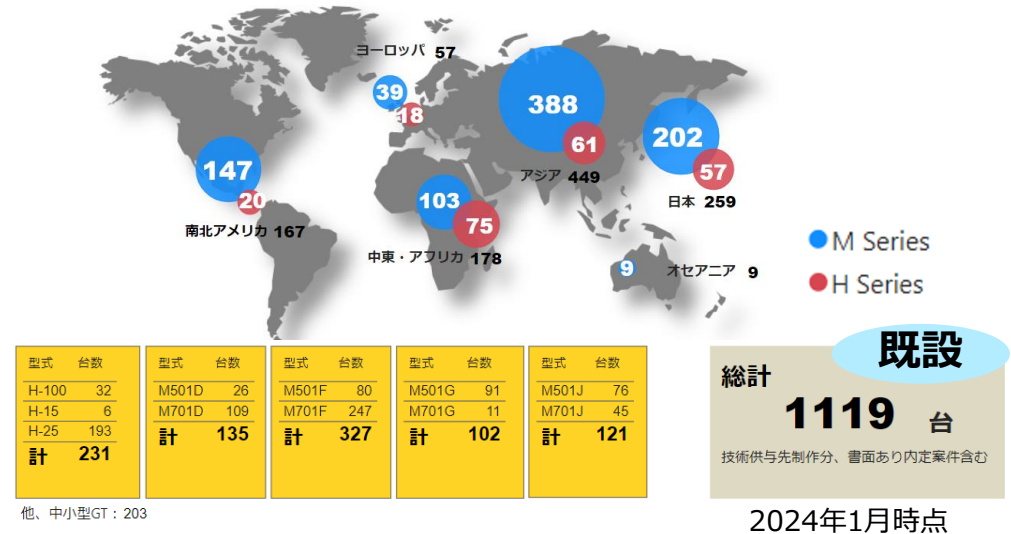 ヨーロッパ 57
39
18
388
61
アジア 449
202
57
日本 259
147
20
南北アメリカ 167
103
75
中東・アフリカ 178
9
オセアニア 9
M Series
H Series
型式 台数
H-100 32
H-15 6
H-25 193
計 231
型式 台数
M501D 26
M701D 109
計 135
型式 台数
M501F 80
M701F 247
計 327
型式 台数
M501G 91
M701G 11
計 102
型式 台数
M501J 76
M701J 45
計 121
既設
総計
1119 台
技術供与先制作分、書面あり内定案件含む
他、中小型GT：203
2024年1月時点